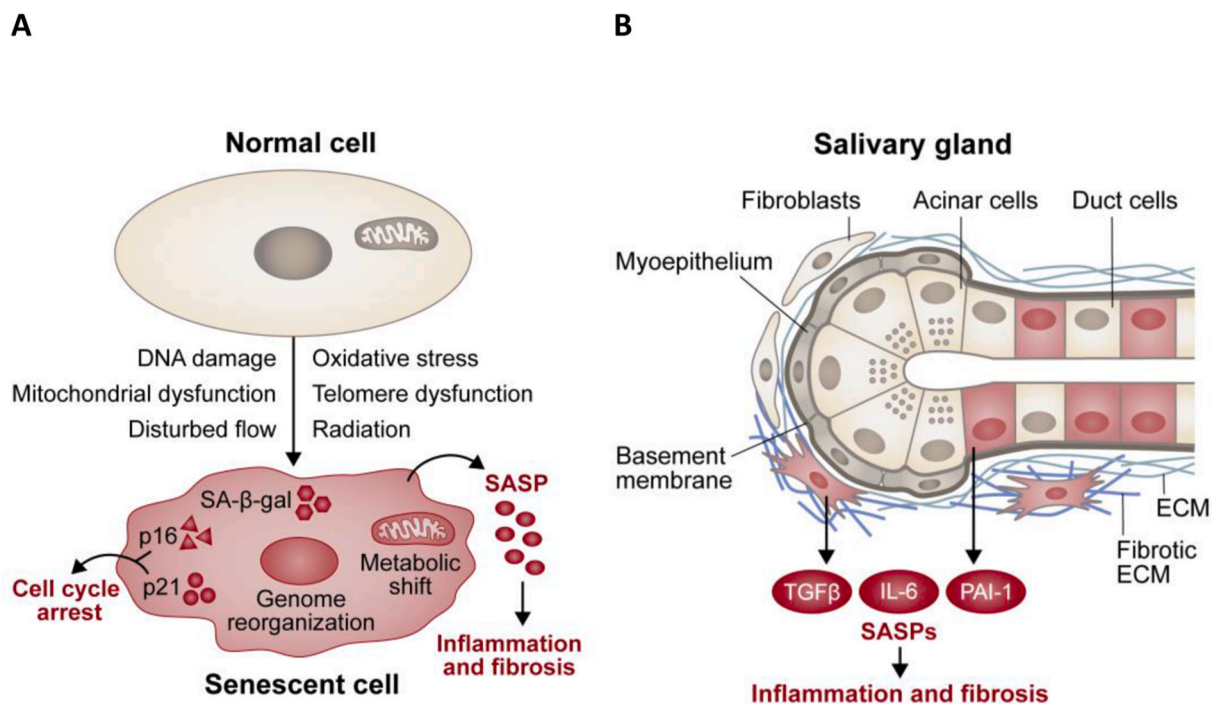 A
Normal cell
DNA damage
Mitochondrial dysfunction
Disturbed flow
Oxidative stress
Telomere dysfunction
Radiation
SA-β-gal
p16
p21
Cell cycle
arrest
Genome
reorganization
Metabolic
shift
SASP
Inflammation
and fibrosis
Senescent cell
B
Salivary gland
Fibroblasts
Acinar cells
Duct cells
Myoepithelium
Basement
membrane
ECM
Fibrotic
ECM
TGFβ
IL-6
PAI-1
SASPs
Inflammation and fibrosis